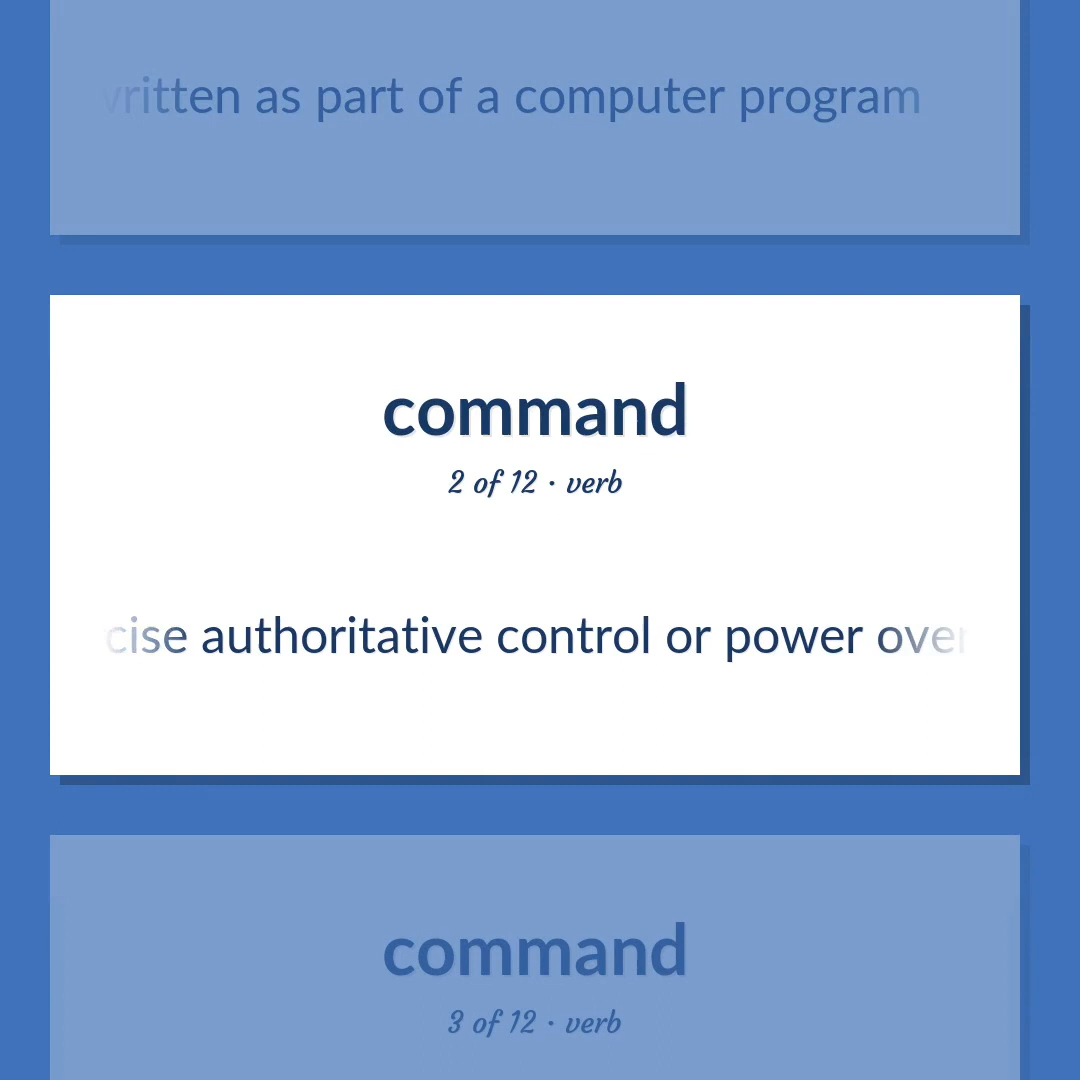 written as part of a computer program
command
2 of 12 · verb
cise authoritative control or power over
command
3 of 12 · verb